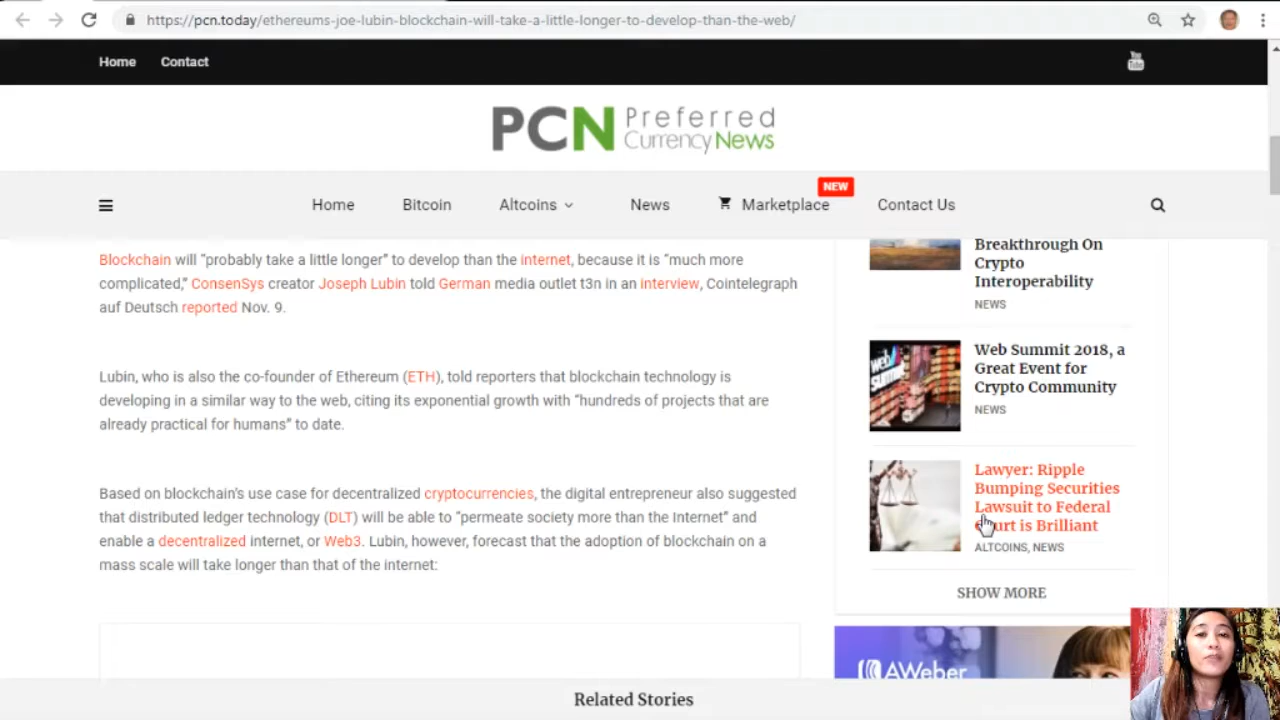 https://pcn.today/ethereums-joe-lubin-blockchain-will-take-a-little-longer-to-develop-than-the-web/
Home Contact
You Tube
PCN Preferred
Currency News
NEW
Home Bitcoin Altcoins News Marketplace Contact Us
Blockchain will “probably take a little longer” to develop than the internet, because it is “much more
complicated,” ConsenSys creator Joseph Lubin told German media outlet t3n in an interview, Cointelegraph
auf Deutsch reported Nov. 9.
Lubin, who is also the co-founder of Ethereum (ETH), told reporters that blockchain technology is
developing in a similar way to the web, citing its exponential growth with “hundreds of projects that are
already practical for humans” to date.
Based on blockchain’s use case for decentralized cryptocurrencies, the digital entrepreneur also suggested
that distributed ledger technology (DLT) will be able to “permeate society more than the Internet” and
enable a decentralized internet, or Web3. Lubin, however, forecast that the adoption of blockchain on a
mass scale will take longer than that of the internet:
Breakthrough On
Crypto
Interoperability
NEWS
web
summit
Web Summit 2018, a
Great Event for
Crypto Community
NEWS
Lawyer: Ripple
Bumping Securities
Lawsuit to Federal
urt is Brilliant
ALTCOINS, NEWS
SHOW MORE
AWeber
Related Stories